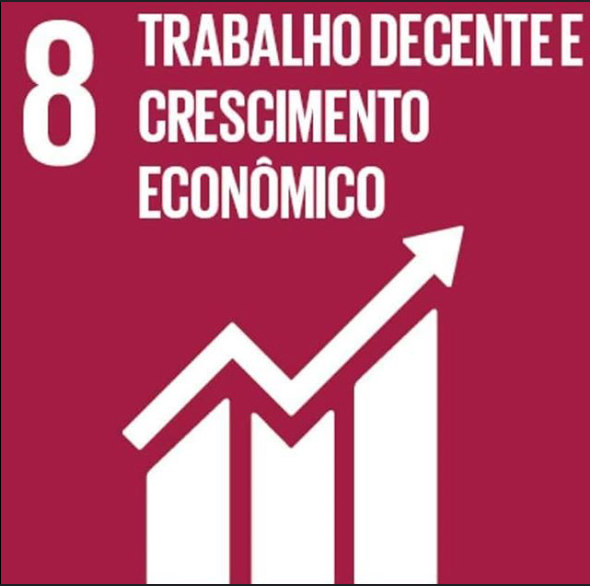 8
TRABALHO DECENTE E
CRESCIMENTO
ECONÔMICO